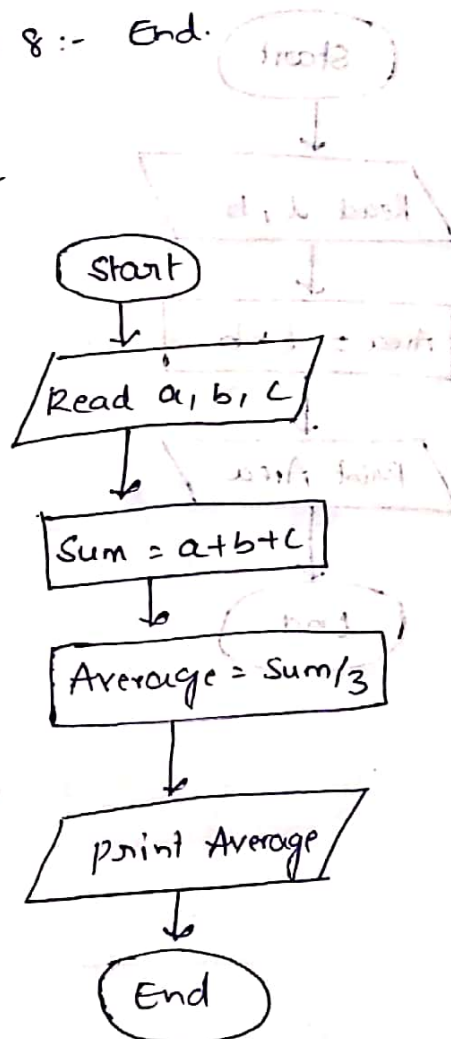 8 :- End.
Start
Read a, b, c
Sum = a+b+c
Average = Sum/3
print Average
End